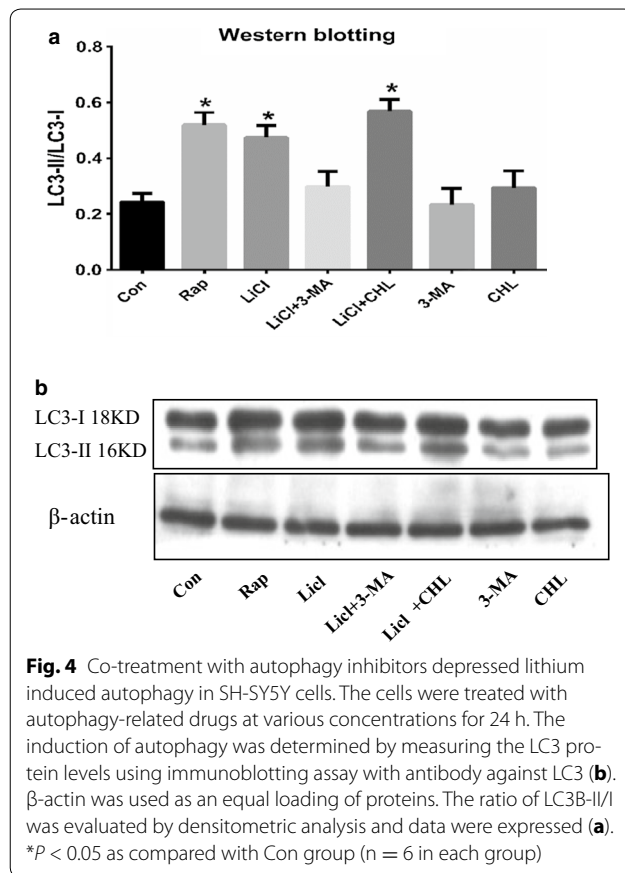 a
Western blotting
LC3-II/LC3-I
0.8
0.6
0.4
0.2
0.0
* * *
Con Rap LiCl LiCl+3-MA LiCl+CHL 3-MA CHL
b
LC3-I 18KD
LC3-II 16KD
β-actin
Con Rap Licl Licl+3-MA Licl +CHL 3-MA CHL
Fig. 4 Co-treatment with autophagy inhibitors depressed lithium
induced autophagy in SH-SY5Y cells. The cells were treated with
autophagy-related drugs at various concentrations for 24 h. The
induction of autophagy was determined by measuring the LC3 pro-
tein levels using immunoblotting assay with antibody against LC3 (b).
β-actin was used as an equal loading of proteins. The ratio of LC3B-II/I
was evaluated by densitometric analysis and data were expressed (a).
*P < 0.05 as compared with Con group (n = 6 in each group)